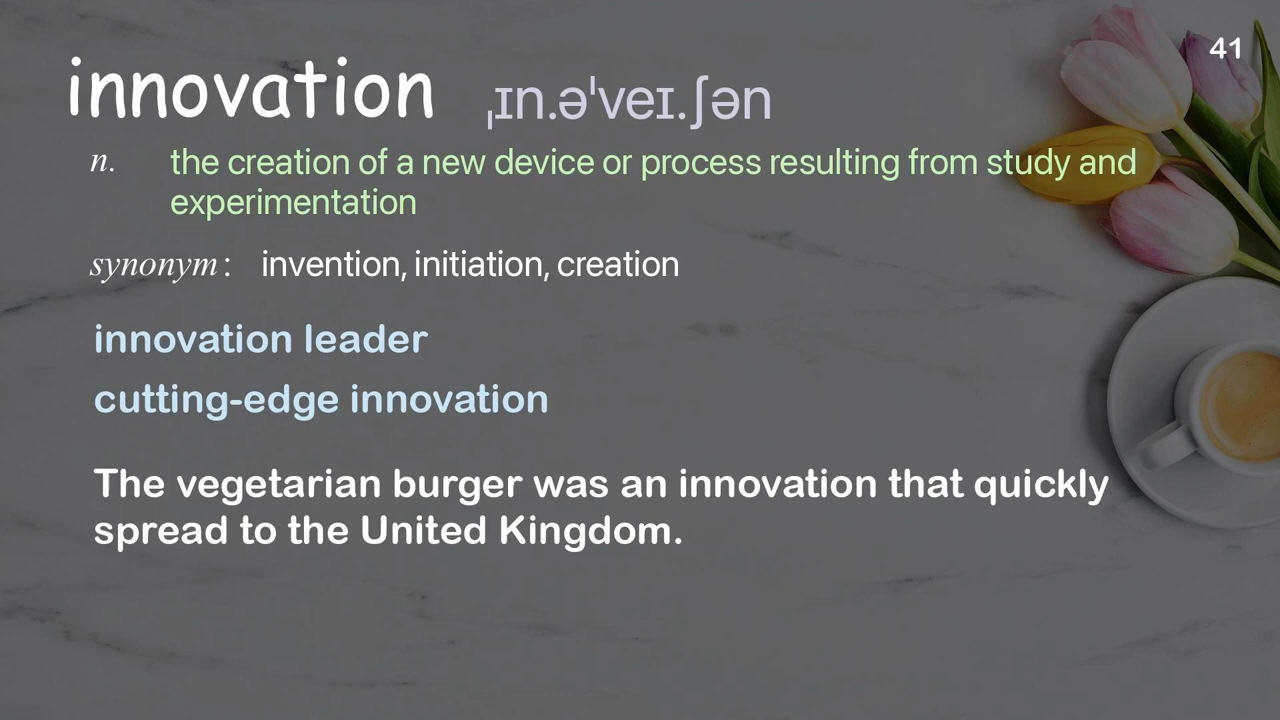 41
innovation ˌɪn.əˈveɪ.ʃən
n. the creation of a new device or process resulting from study and
experimentation
synonym: invention, initiation, creation
innovation leader
cutting-edge innovation
The vegetarian burger was an innovation that quickly
spread to the United Kingdom.